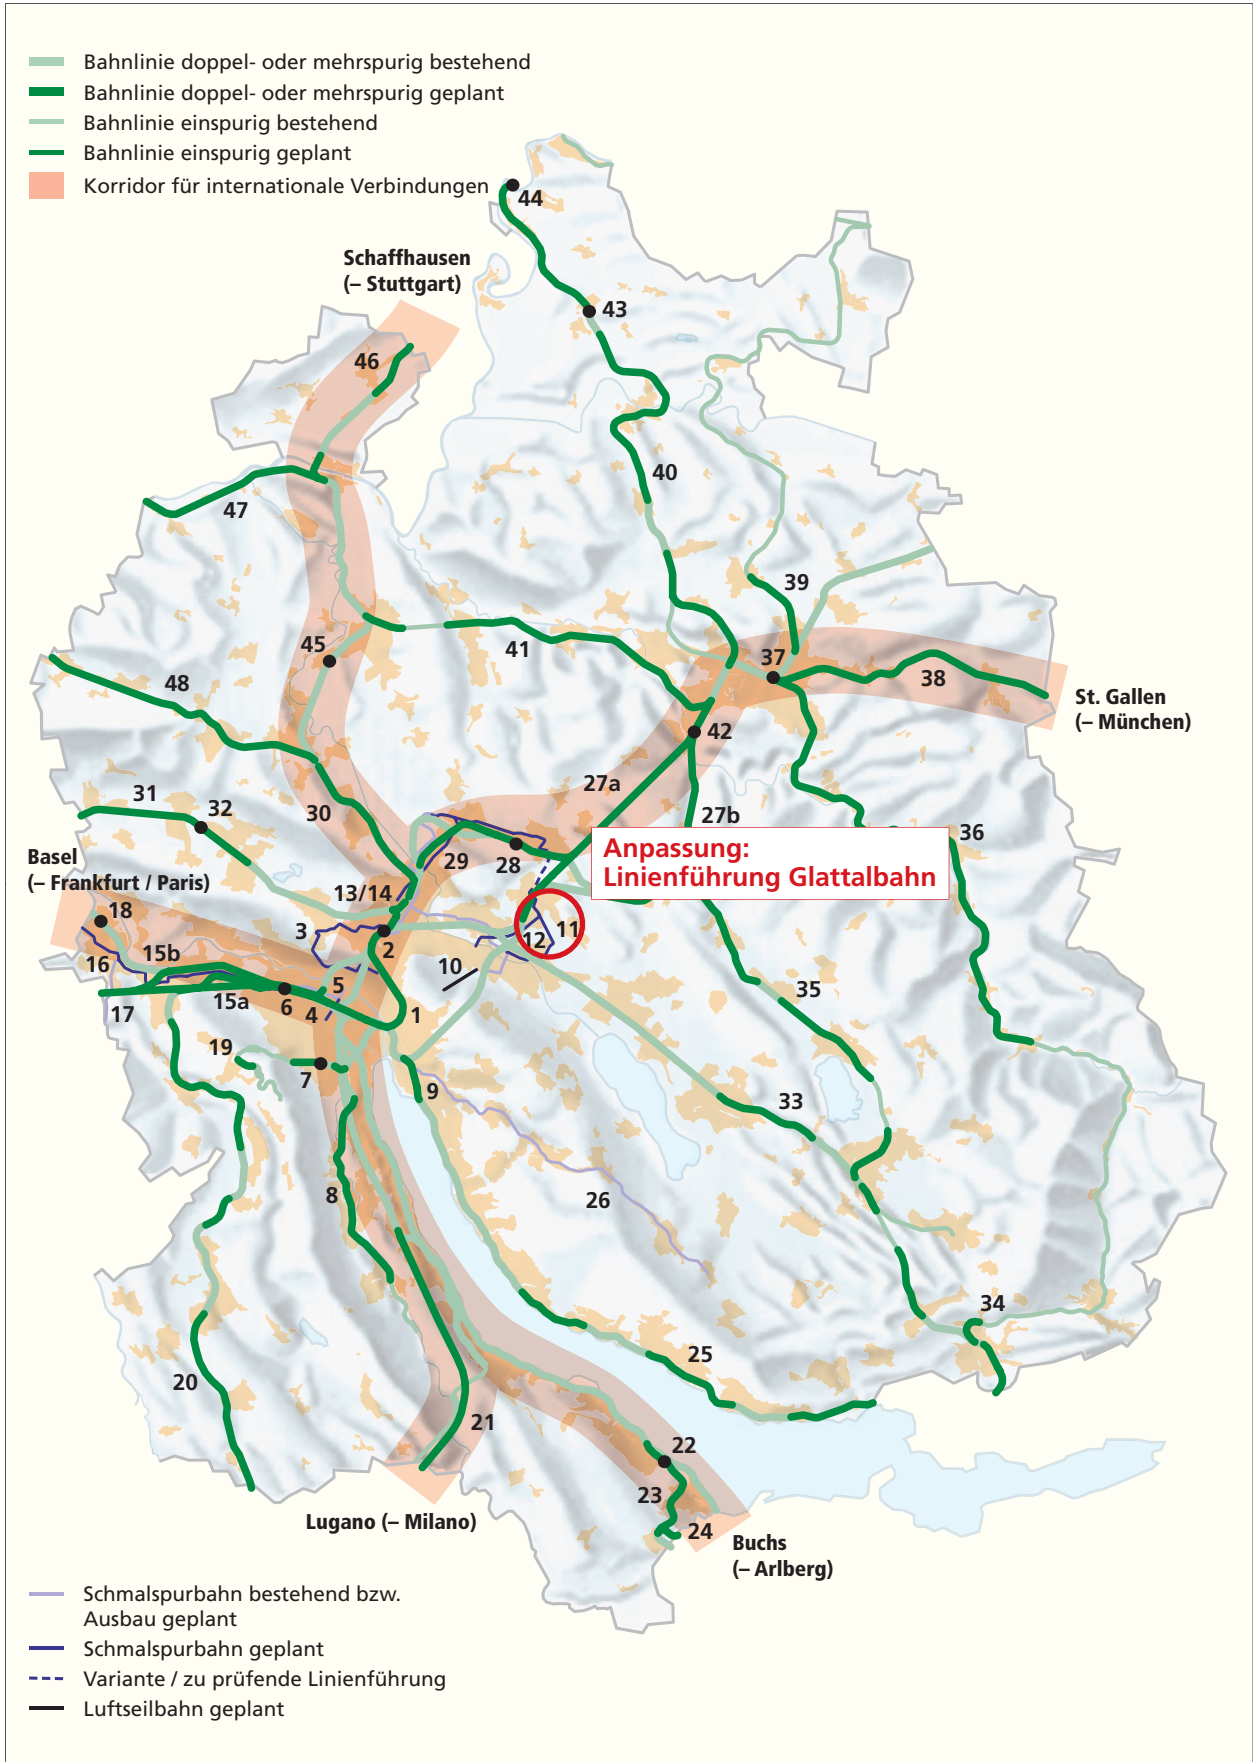 Bahnlinie doppel- oder mehrspurig bestehend
Bahnlinie doppel- oder mehrspurig geplant
Bahnlinie einspurig bestehend
Bahnlinie einspurig geplant
Korridor für internationale Verbindungen
44
Schaffhausen
(– Stuttgart)
43
46
40
47
39
41
45
37
38
48
St. Gallen
(– München)
42
27a
31
32
30
27b
36
Anpassung:
Linienführung Glattalbahn
Basel
(– Frankfurt / Paris)
29
28
13/14
18
3
2
12
11
15b
16
10
5
35
15a
6
4
1
17
19
7
9
33
8
26
34
25
20
21
22
23
24
Lugano (– Milano)
Buchs
(– Arlberg)
Schmalspurbahn bestehend bzw.
Ausbau geplant
Schmalspurbahn geplant
Variante / zu prüfende Linienführung
Luftseilbahn geplant